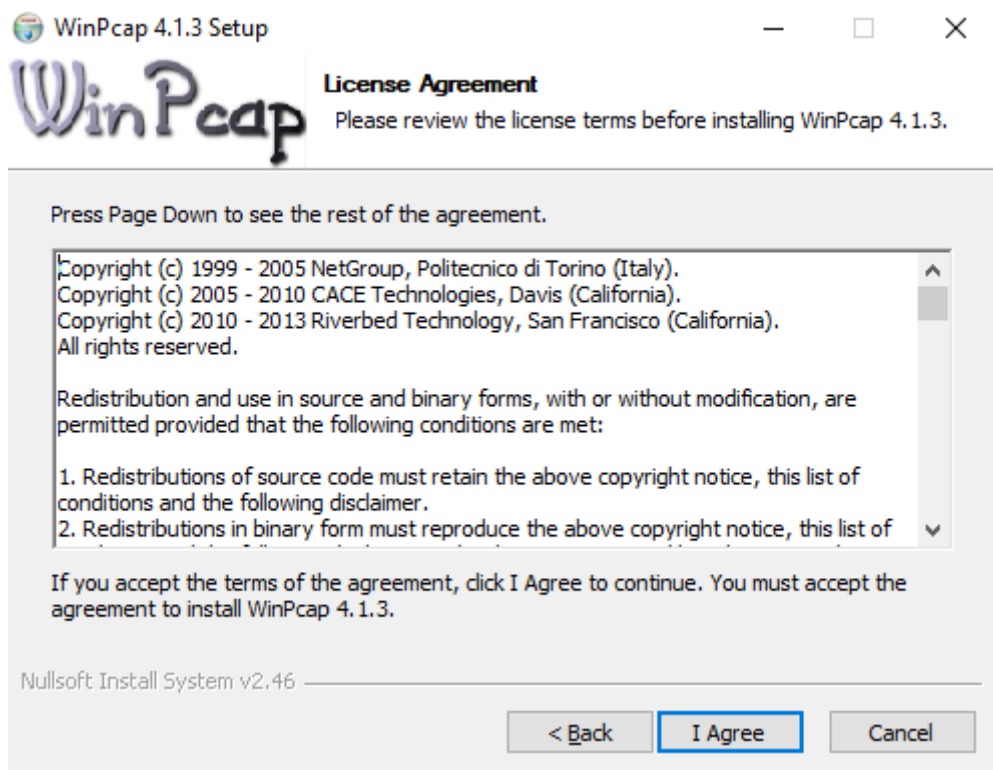 WinPcap 4.1.3 Setup
WinPcap
License Agreement
Please review the license terms before installing WinPcap 4.1.3.
Press Page Down to see the rest of the agreement.
Copyright (c) 1999 - 2005 NetGroup, Politecnico di Torino (Italy).
Copyright (c) 2005 - 2010 CACE Technologies, Davis (California).
Copyright (c) 2010 - 2013 Riverbed Technology, San Francisco (California).
All rights reserved.
Redistribution and use in source and binary forms, with or without modification, are
permitted provided that the following conditions are met:
1. Redistributions of source code must retain the above copyright notice, this list of
conditions and the following disclaimer.
2. Redistributions in binary form must reproduce the above copyright notice, this list of
If you accept the terms of the agreement, click I Agree to continue. You must accept the
agreement to install WinPcap 4.1.3.
Nullsoft Install System v2.46
< Back
I Agree
Cancel